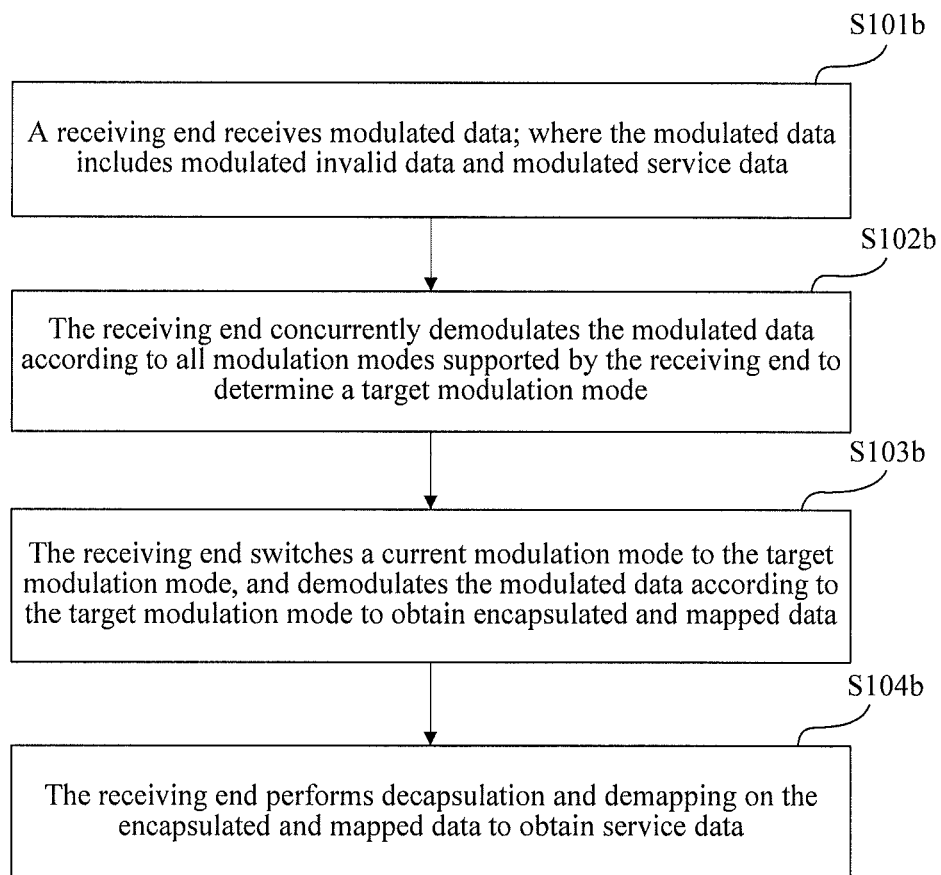 S101b
A receiving end receives modulated data; where the modulated data
includes modulated invalid data and modulated service data
S102b
The receiving end concurrently demodulates the modulated data
according to all modulation modes supported by the receiving end to
determine a target modulation mode
S103b
The receiving end switches a current modulation mode to the target
modulation mode, and demodulates the modulated data according to
the target modulation mode to obtain encapsulated and mapped data
S104b
The receiving end performs decapsulation and demapping on the
encapsulated and mapped data to obtain service data